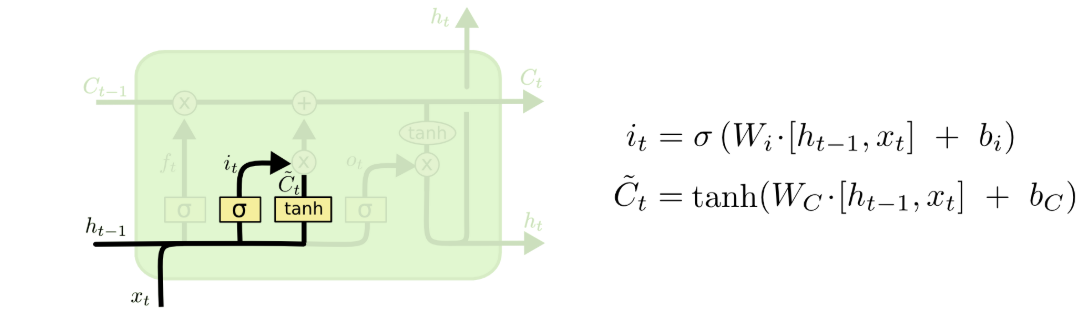 h_t
C_{t-1}
C_t
x
+
tanh
f_t
i_t
x
o_t
x
C̃_t
σ
σ
tanh
σ
h_{t-1}
h_t
x_t
i_t = σ (W_i·[h_{t-1}, x_t] + b_i)
C̃_t = tanh(W_C·[h_{t-1}, x_t] + b_C)